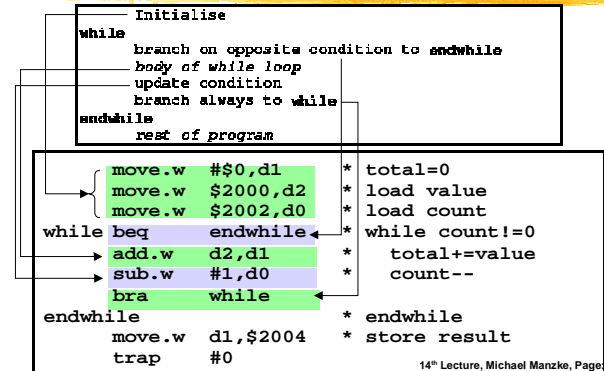 Initialise
while
branch on opposite condition to endwhile
body of while loop
update condition
branch always to while
endwhile
rest of program
move.w #$0,d1 * total=0
move.w $2000,d2 * load value
move.w $2002,d0 * load count
while beq endwhile * while count!=0
add.w d2,d1 * total+=value
sub.w #1,d0 * count--
bra while
endwhile * endwhile
move.w d1,$2004 * store result
trap #0
14th Lecture, Michael Manzke, Page: